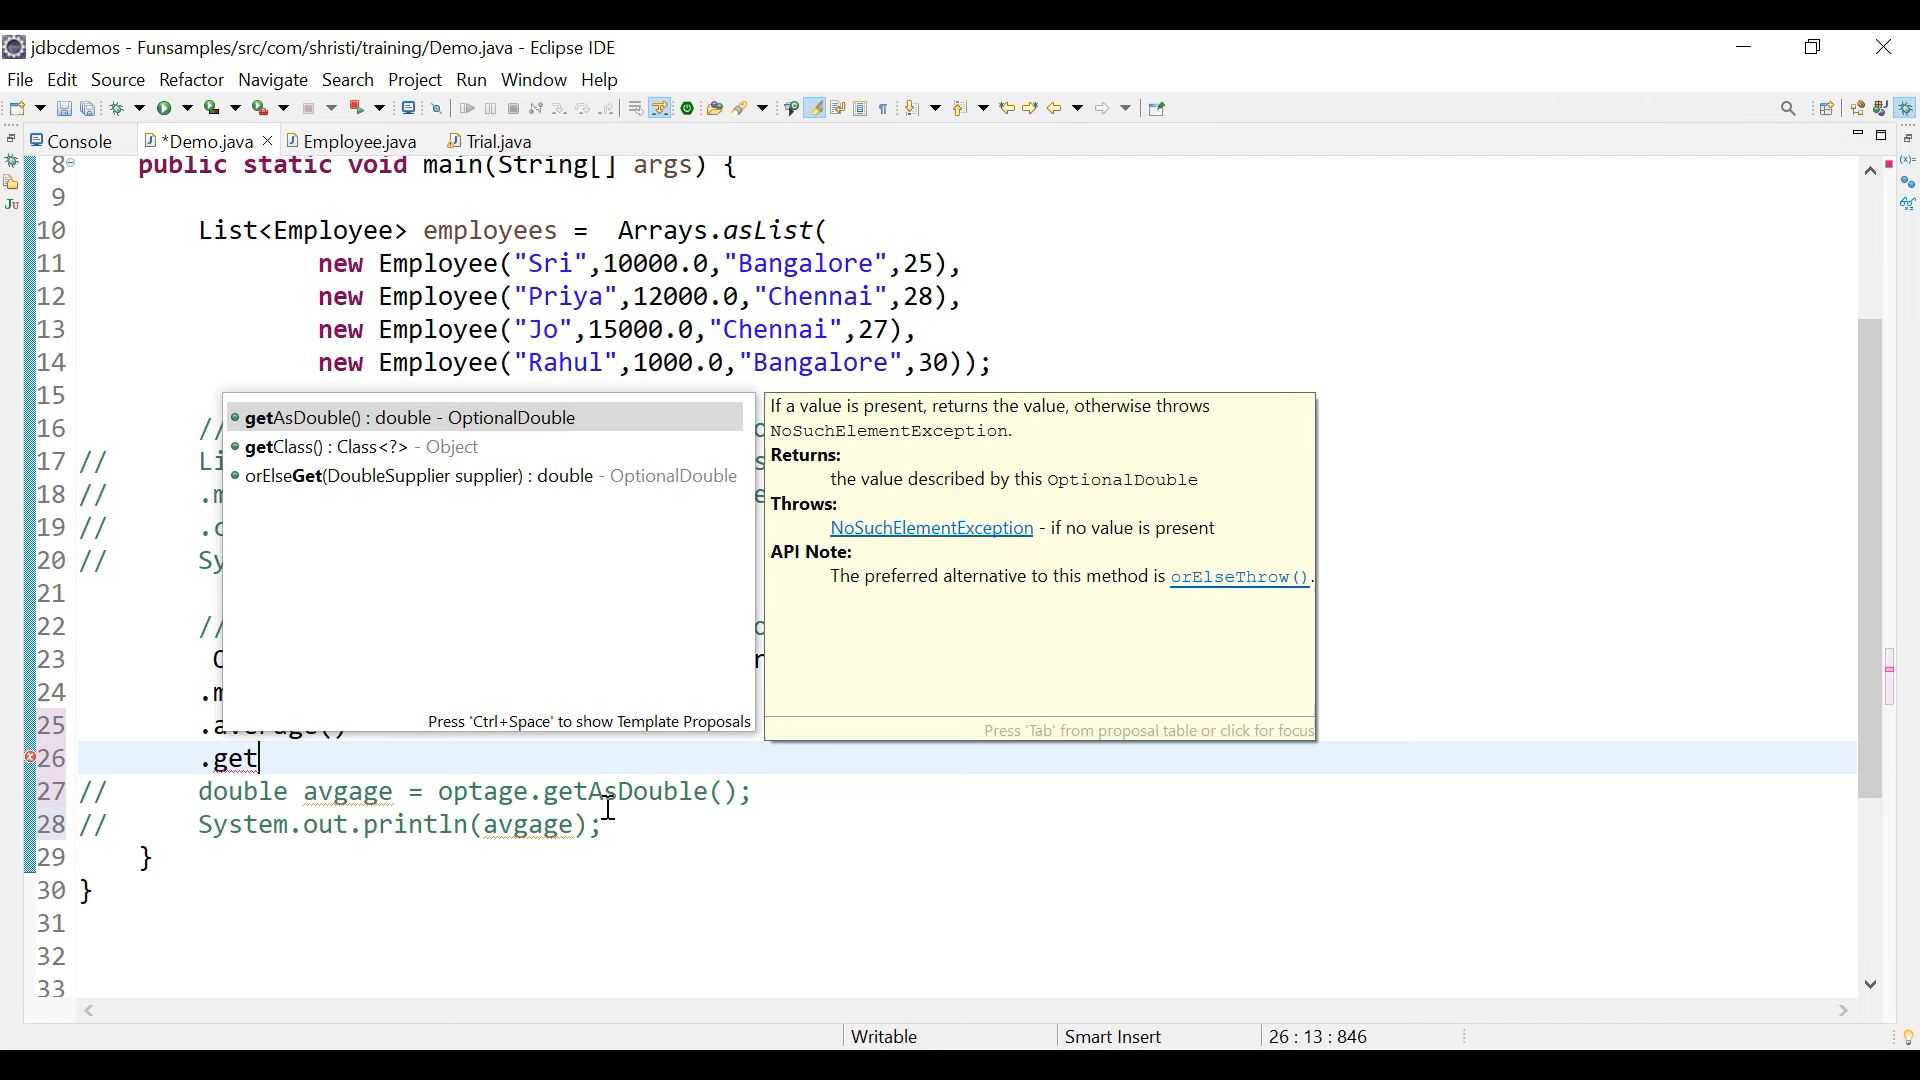 jdbcdemos - Funsamples/src/com/shristi/training/Demo.java - Eclipse IDE
File Edit Source Refactor Navigate Search Project Run Window Help
Console *Demo.java Employee.java Trial.java
8 public static void main(String[] args) {
9
10 List<Employee> employees = Arrays.asList(
11 new Employee("Sri",10000.0,"Bangalore",25),
12 new Employee("Priya",12000.0,"Chennai",28),
13 new Employee("Jo",15000.0,"Chennai",27),
14 new Employee("Rahul",1000.0,"Bangalore",30));
15
16 //
17 // Li
18 // .m
19 // .c
20 // Sy
21
22 //
23 O
24 .m
25 .average()
26 .get
27 // double avgage = optage.getAsDouble();
28 // System.out.println(avgage);
29 }
30 }
31
32
33
getAsDouble() : double - OptionalDouble
getClass() : Class<?> - Object
orElseGet(DoubleSupplier supplier) : double - OptionalDouble
Press 'Ctrl+Space' to show Template Proposals
If a value is present, returns the value, otherwise throws
NoSuchElementException.
Returns:
the value described by this OptionalDouble
Throws:
NoSuchElementException - if no value is present
API Note:
The preferred alternative to this method is orElseThrow().
Press 'Tab' from proposal table or click for focus
Writable Smart Insert 26 : 13 : 846